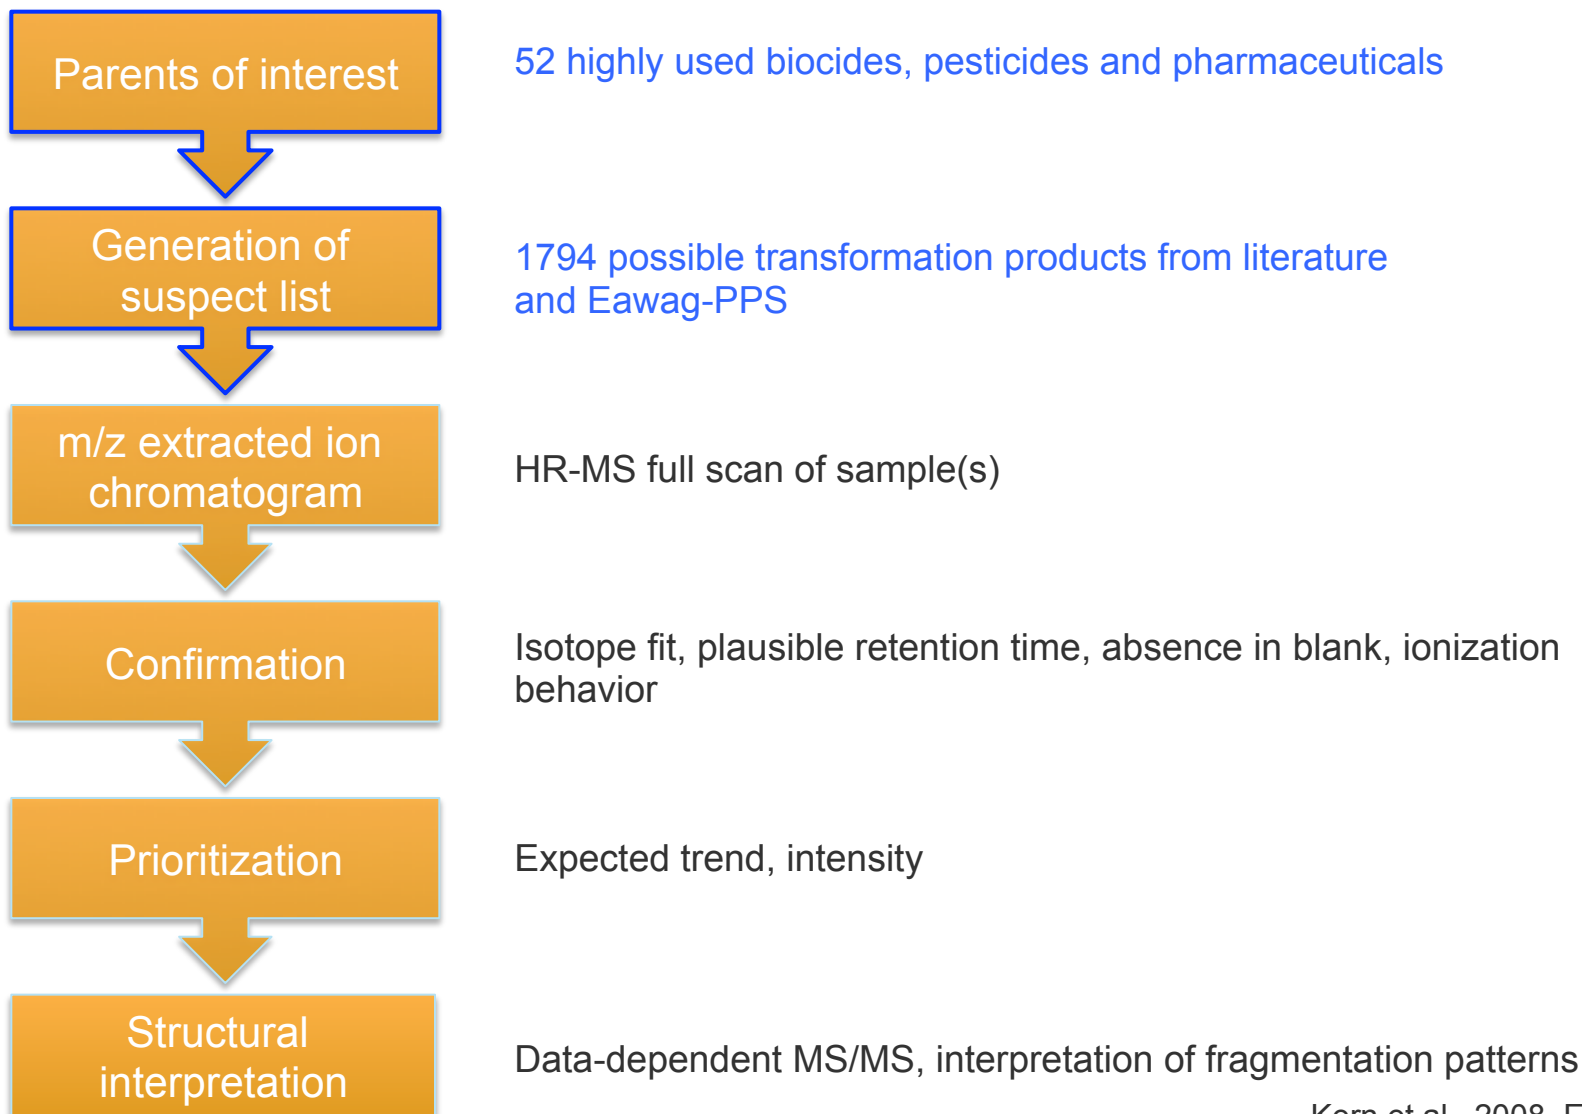 Parents of interest
52 highly used biocides, pesticides and pharmaceuticals
Generation of
suspect list
1794 possible transformation products from literature
and Eawag-PPS
m/z extracted ion
chromatogram
HR-MS full scan of sample(s)
Confirmation
Isotope fit, plausible retention time, absence in blank, ionization
behavior
Prioritization
Expected trend, intensity
Structural
interpretation
Data-dependent MS/MS, interpretation of fragmentation patterns